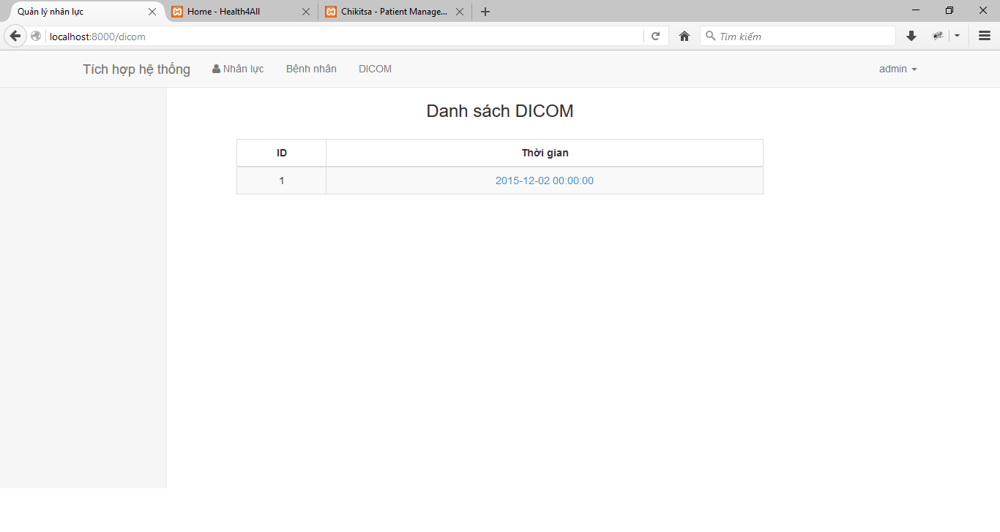 Quản lý nhân lực
Home - Health4All
Chikitsa - Patient Manage...
localhost:8000/dicom
Tìm kiếm
Tích hợp hệ thống
Nhân lực
Bệnh nhân
DICOM
admin
Danh sách DICOM
ID Thời gian
1 2015-12-02 00:00:00